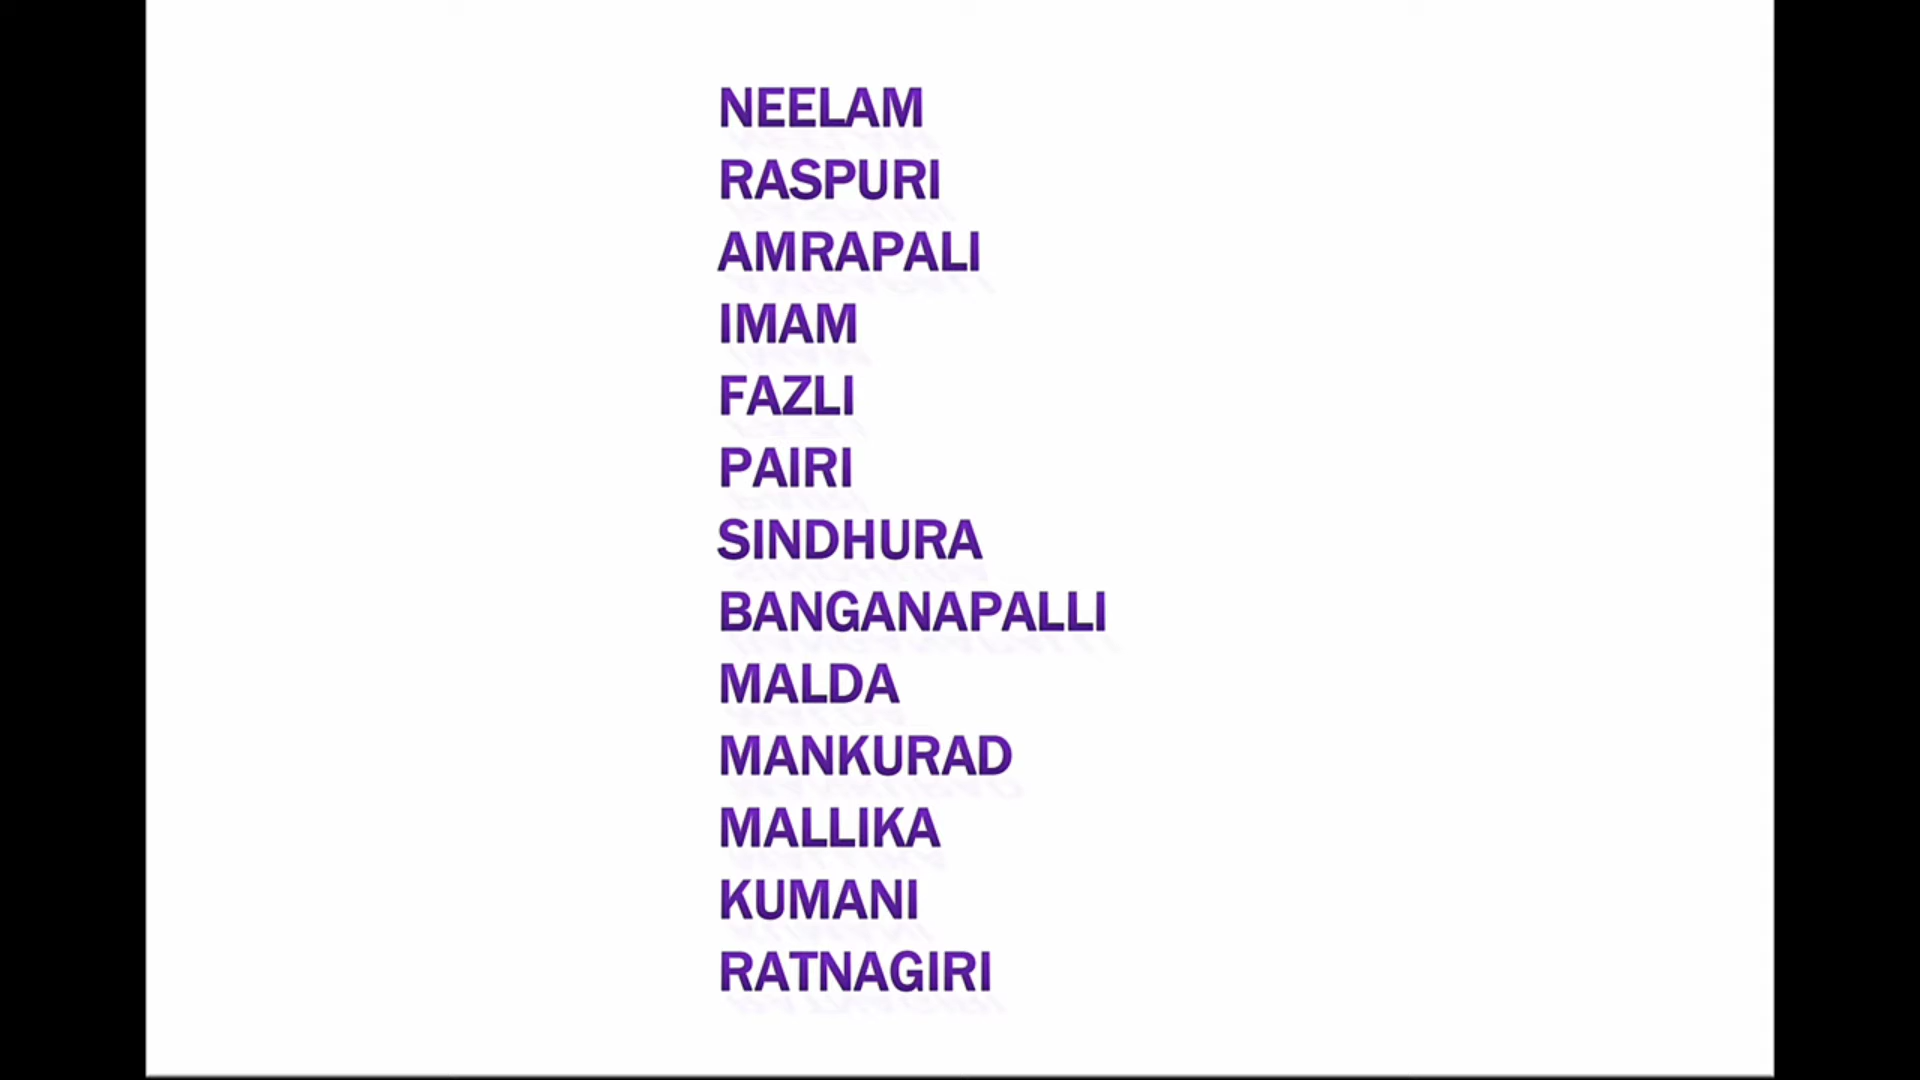 NEELAM
RASPURI
AMRAPALI
IMAM
FAZLI
PAIRI
SINDHURA
BANGANAPALLI
MALDA
MANKURAD
MALLIKA
KUMANI
RATNAGIRI